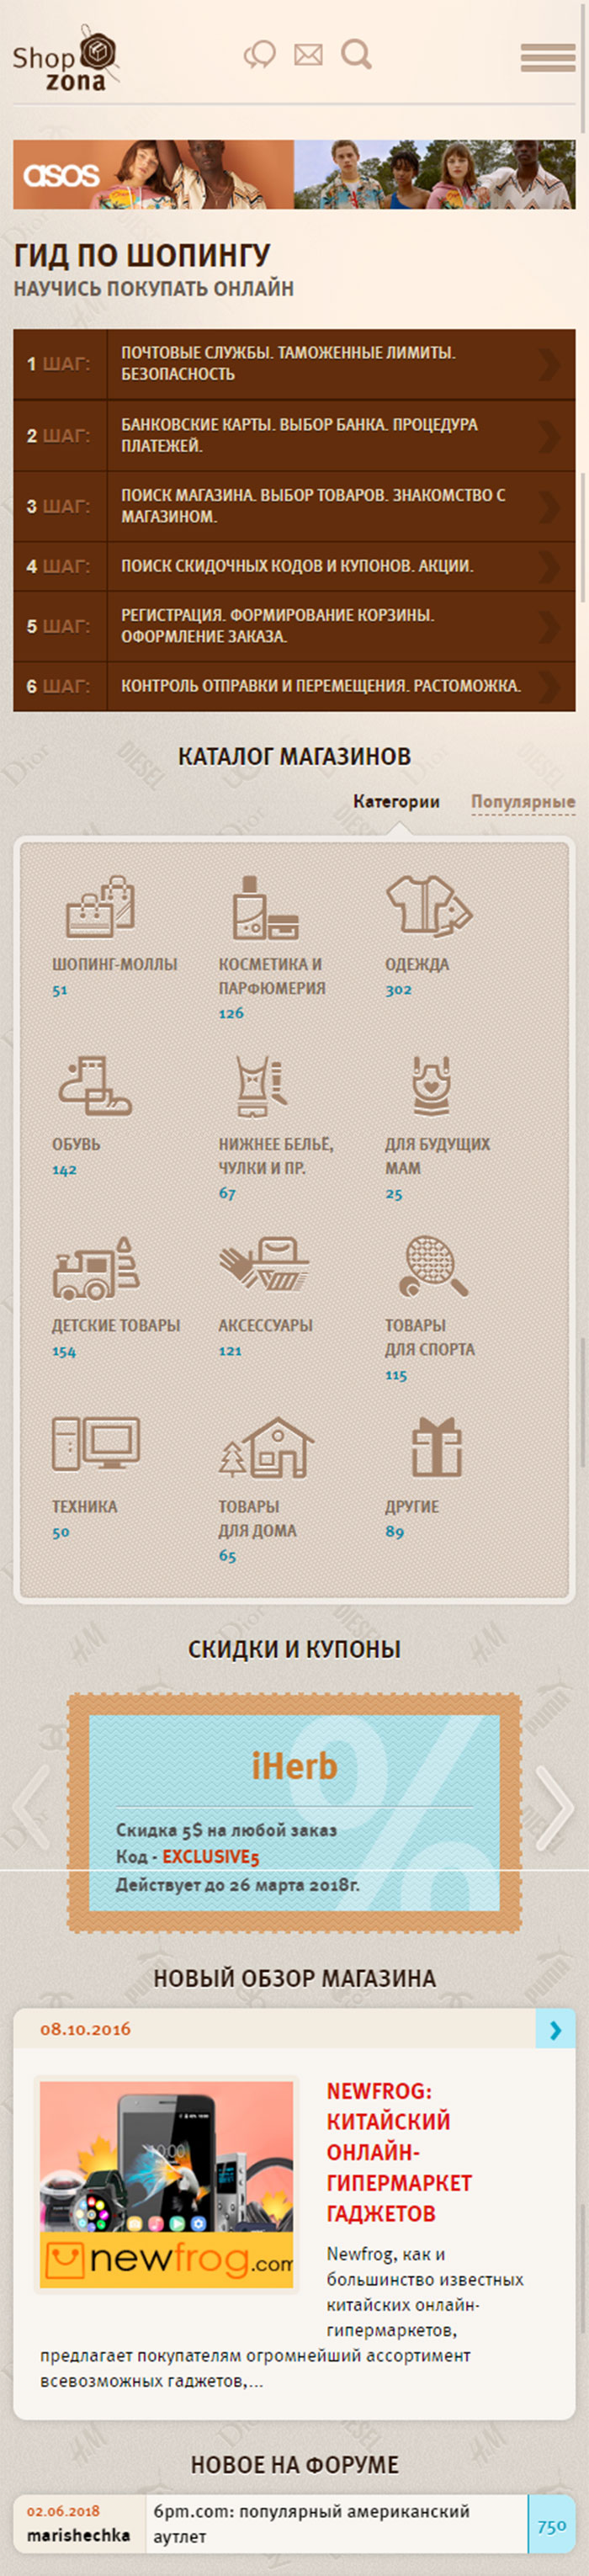 Shop
zona
asos
ГИД ПО ШОПИНГУ
НАУЧИСЬ ПОКУПАТЬ ОНЛАЙН
1 ШАГ:
ПОЧТОВЫЕ СЛУЖБЫ. ТАМОЖЕННЫЕ ЛИМИТЫ.
БЕЗОПАСНОСТЬ
2 ШАГ:
БАНКОВСКИЕ КАРТЫ. ВЫБОР БАНКА. ПРОЦЕДУРА
ПЛАТЕЖЕЙ.
3 ШАГ:
ПОИСК МАГАЗИНА. ВЫБОР ТОВАРОВ. ЗНАКОМСТВО С
МАГАЗИНОМ.
4 ШАГ:
ПОИСК СКИДОЧНЫХ КОДОВ И КУПОНОВ. АКЦИИ.
5 ШАГ:
РЕГИСТРАЦИЯ. ФОРМИРОВАНИЕ КОРЗИНЫ.
ОФОРМЛЕНИЕ ЗАКАЗА.
6 ШАГ:
КОНТРОЛЬ ОТПРАВКИ И ПЕРЕМЕЩЕНИЯ. РАСТОМОЖКА.
КАТАЛОГ МАГАЗИНОВ
Категории
Популярные
ШОПИНГ-МОЛЛЫ
51
КОСМЕТИКА И
ПАРФЮМЕРИЯ
126
ОДЕЖДА
302
ОБУВЬ
142
НИЖНЕЕ БЕЛЬЁ,
ЧУЛКИ И ПР.
67
ДЛЯ БУДУЩИХ
МАМ
25
ДЕТСКИЕ ТОВАРЫ
154
АКСЕССУАРЫ
121
ТОВАРЫ
ДЛЯ СПОРТА
115
ТЕХНИКА
50
ТОВАРЫ
ДЛЯ ДОМА
65
ДРУГИЕ
89
СКИДКИ И КУПОНЫ
iHerb
Скидка 5$ на любой заказ
Код - EXCLUSIVE5
Действует до 26 марта 2018г.
НОВЫЙ ОБЗОР МАГАЗИНА
08.10.2016
newfrog.com
NEWFROG:
КИТАЙСКИЙ
ОНЛАЙН-
ГИПЕРМАРКЕТ
ГАДЖЕТОВ
Newfrog, как и
большинство известных
китайских онлайн-
гипермаркетов,
предлагает покупателям огромнейший ассортимент
всевозможных гаджетов,...
НОВОЕ НА ФОРУМЕ
02.06.2018
marishechka
6pm.com: популярный американский
аутлет
750